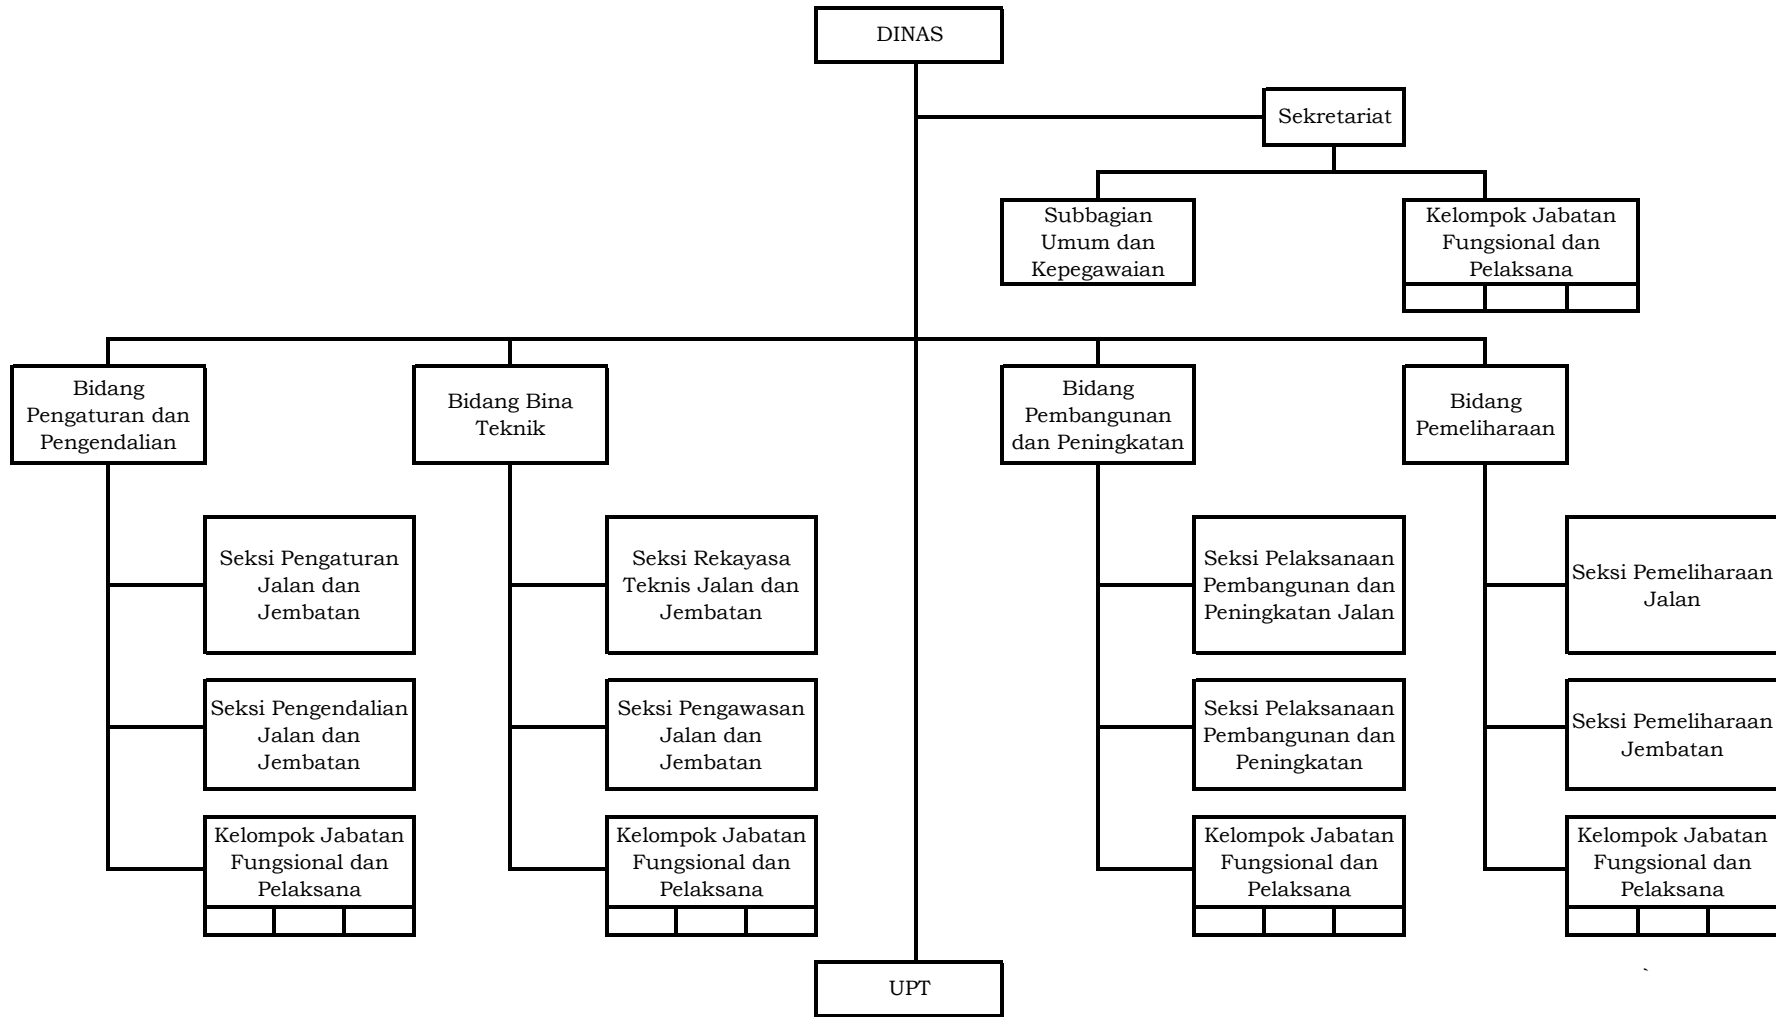 DINAS
Sekretariat
Subbagian
Umum dan
Kepegawaian
Kelompok Jabatan
Fungsional dan
Pelaksana
Bidang
Pengaturan dan
Pengendalian
Bidang Bina
Teknik
Bidang
Pembangunan
dan Peningkatan
Bidang
Pemeliharaan
Seksi Pengaturan
Jalan dan
Jembatan
Seksi Rekayasa
Teknis Jalan dan
Jembatan
Seksi Pelaksanaan
Pembangunan dan
Peningkatan Jalan
Seksi Pemeliharaan
Jalan
Seksi Pengendalian
Jalan dan
Jembatan
Seksi Pengawasan
Jalan dan
Jembatan
Seksi Pelaksanaan
Pembangunan dan
Peningkatan
Seksi Pemeliharaan
Jembatan
Kelompok Jabatan
Fungsional dan
Pelaksana
Kelompok Jabatan
Fungsional dan
Pelaksana
Kelompok Jabatan
Fungsional dan
Pelaksana
Kelompok Jabatan
Fungsional dan
Pelaksana
`
UPT